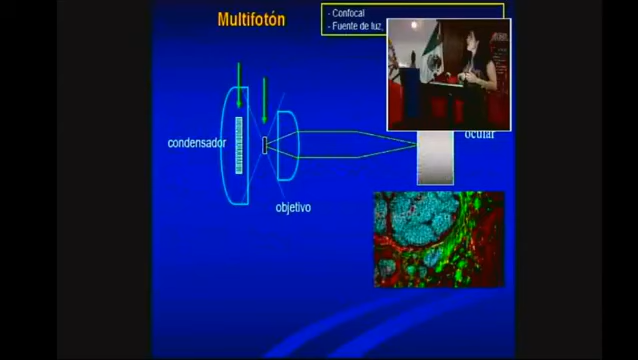 Multifotón
- Confocal
- Fuente de luz
condensador
ocular
objetivo